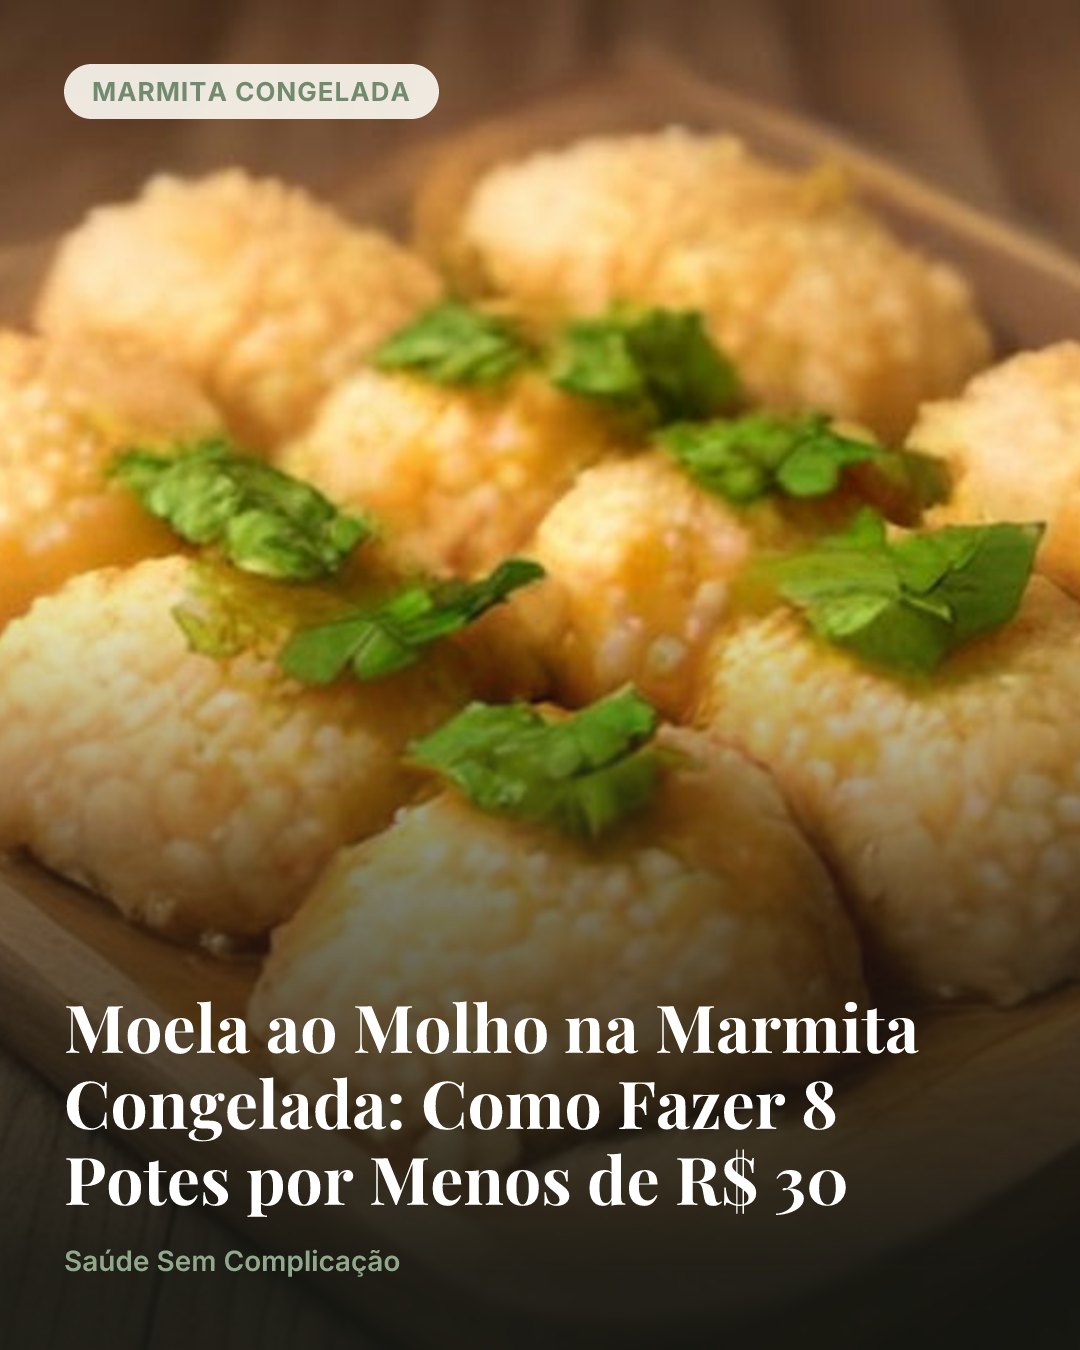 MARMITA CONGELADA
Moela ao Molho na Marmita
Congelada: Como Fazer 8
Potes por Menos de R$ 30
Saúde Sem Complicação